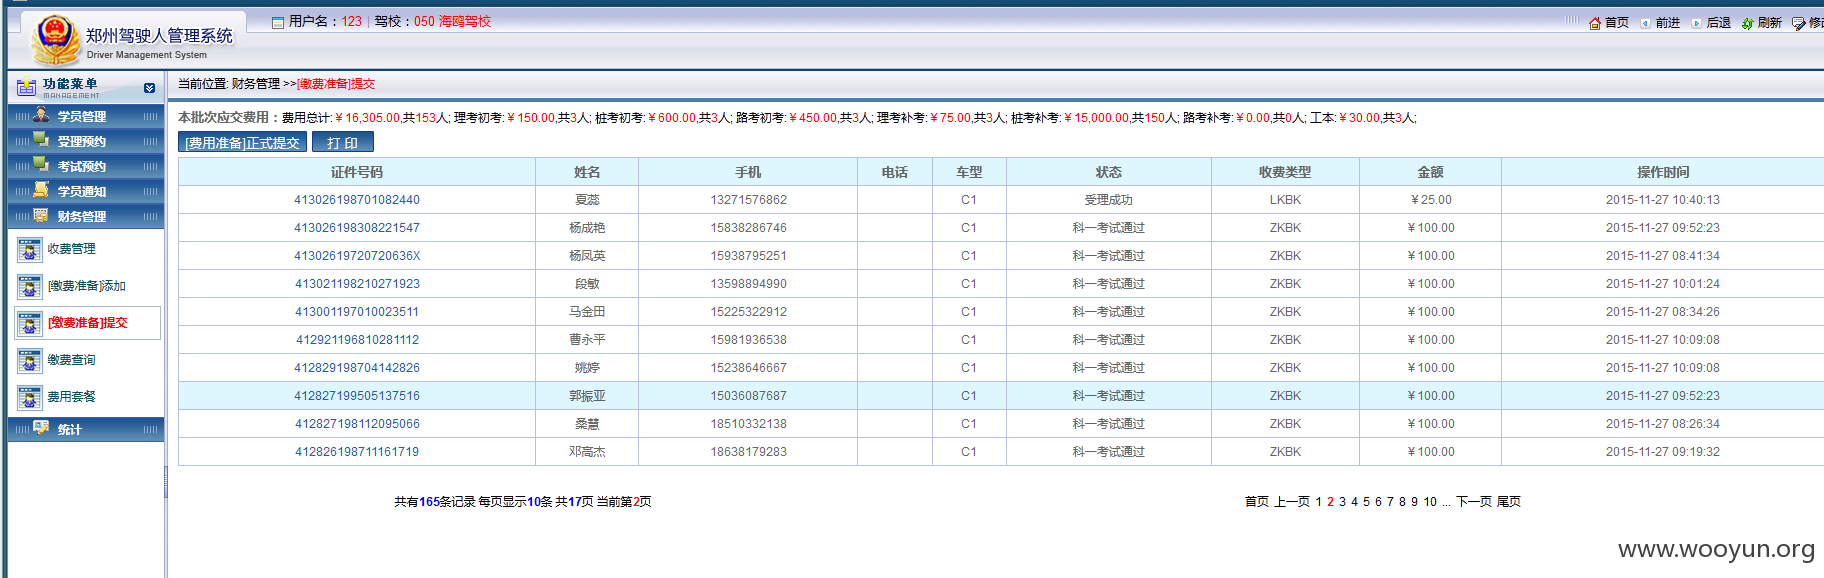 用户名：123 | 驾校：050 海鸥驾校
首页 前进 后退 刷新
郑州驾驶人管理系统
Driver Management System
功能菜单
MANAGEMENT
学员管理
受理预约
考试预约
学员通知
财务管理
收费管理
[缴费准备]添加
[缴费准备]提交
缴费查询
费用套餐
统计
当前位置: 财务管理 >>[缴费准备]提交
本批次应交费用：费用总计:￥16,305.00,共153人; 理考初考:￥150.00,共3人; 桩考初考:￥600.00,共3人; 路考初考:￥450.00,共3人; 理考补考:￥75.00,共3人; 桩考补考:￥15,000.00,共150人; 路考补考:￥0.00,共0人; 工本:￥30.00,共3人;
[费用准备]正式提交 打 印
证件号码 姓名 手机 电话 车型 状态 收费类型 金额 操作时间
413026198701082440 夏蕊 13271576862 C1 受理成功 LKBK ￥25.00 2015-11-27 10:40:13
413026198308221547 杨成艳 15838286746 C1 科一考试通过 ZKBK ￥100.00 2015-11-27 09:52:23
41302619720720636X 杨凤英 15938795251 C1 科一考试通过 ZKBK ￥100.00 2015-11-27 08:41:34
413021198210271923 段敏 13598894990 C1 科一考试通过 ZKBK ￥100.00 2015-11-27 10:01:24
413001197010023511 马金田 15225322912 C1 科一考试通过 ZKBK ￥100.00 2015-11-27 08:34:26
412921196810281112 曹永平 15981936538 C1 科一考试通过 ZKBK ￥100.00 2015-11-27 10:09:08
412829198704142826 姚婷 15238646667 C1 科一考试通过 ZKBK ￥100.00 2015-11-27 10:09:08
412827199505137516 郭振亚 15036087687 C1 科一考试通过 ZKBK ￥100.00 2015-11-27 09:52:23
412827198112095066 桑慧 18510332138 C1 科一考试通过 ZKBK ￥100.00 2015-11-27 08:26:34
412826198711161719 邓高杰 18638179283 C1 科一考试通过 ZKBK ￥100.00 2015-11-27 09:19:32
共有165条记录 每页显示10条 共17页 当前第2页
首页 上一页 1 2 3 4 5 6 7 8 9 10 ... 下一页 尾页
www.wooyun.org